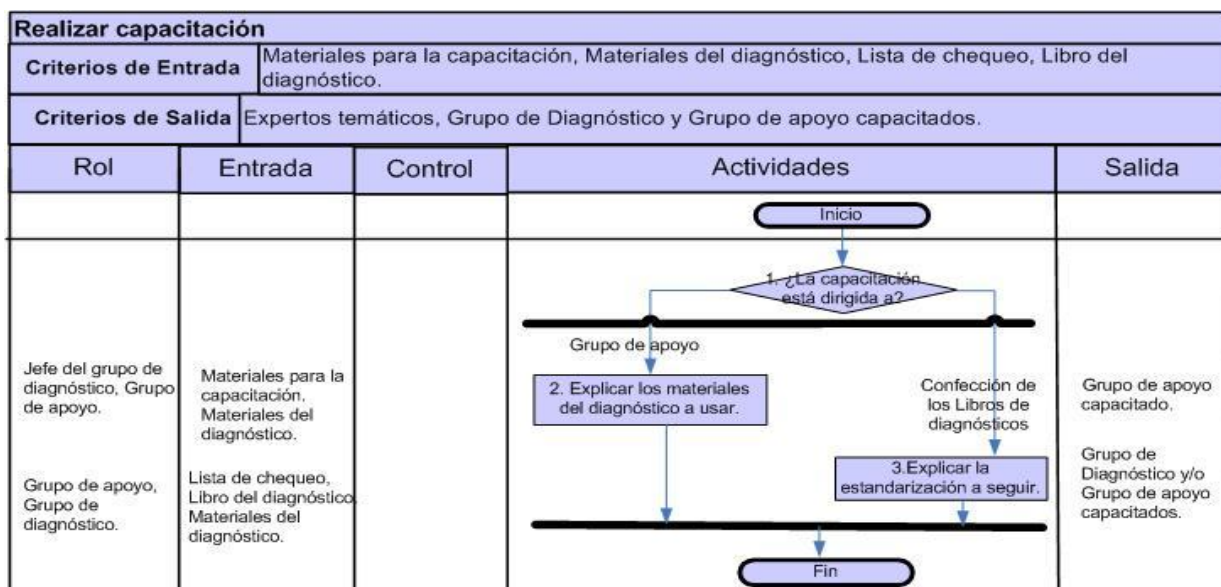 Realizar capacitación
Criterios de Entrada
Materiales para la capacitación, Materiales del diagnóstico, Lista de chequeo, Libro del
diagnóstico.
Criterios de Salida
Expertos temáticos, Grupo de Diagnóstico y Grupo de apoyo capacitados.
Rol
Entrada
Control
Actividades
Salida
Inicio
1. ¿La capacitación
está dirigida a?
Grupo de apoyo
Jefe del grupo de
diagnóstico, Grupo
de apoyo.
Materiales para la
capacitación.
Materiales del
diagnóstico.
2. Explicar los materiales
del diagnóstico a usar.
Confección de
los Libros de
diagnósticos
Grupo de apoyo
capacitado.
Grupo de apoyo,
Grupo de
diagnóstico.
Lista de chequeo,
Libro del diagnóstico
Materiales del
diagnóstico.
3.Explicar la
estandarización a seguir.
Grupo de
Diagnóstico y/o
Grupo de apoyo
capacitados.
Fin